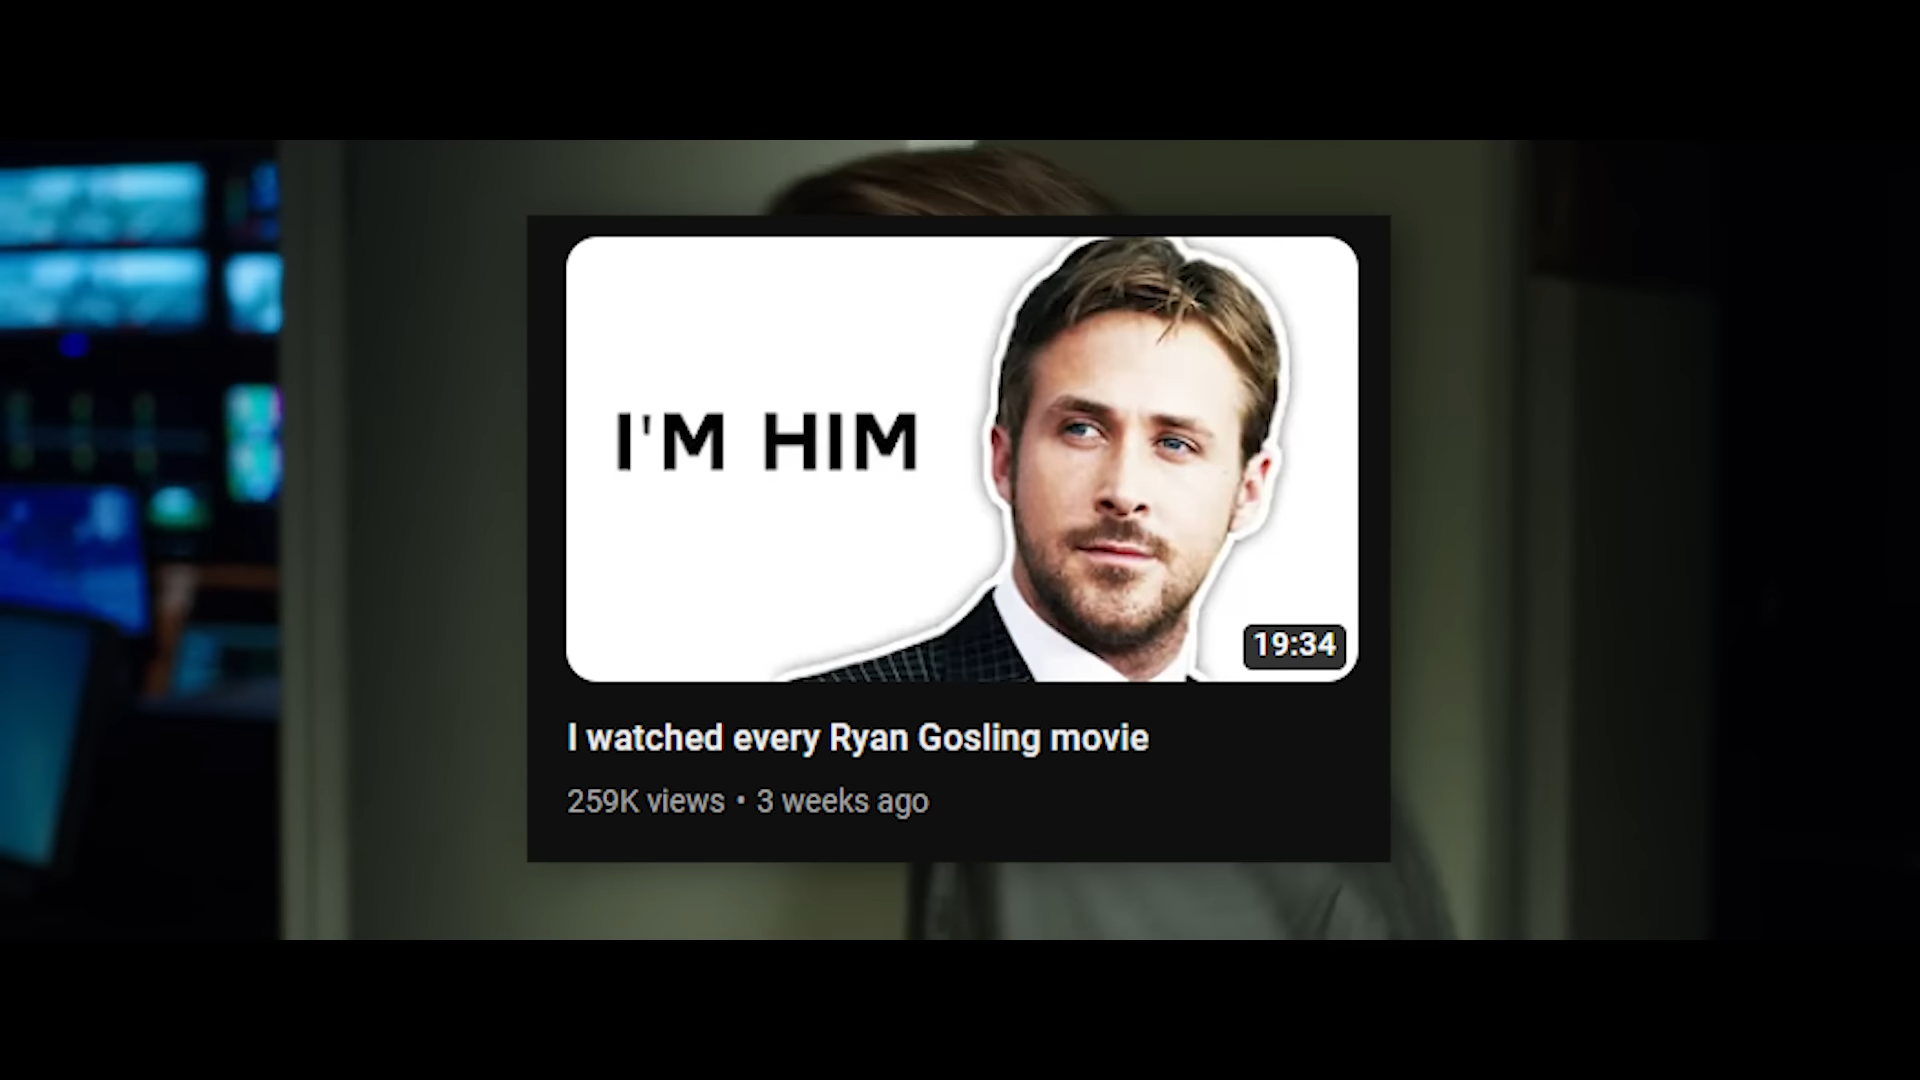 I'M HIM
19:34
I watched every Ryan Gosling movie
259K views • 3 weeks ago